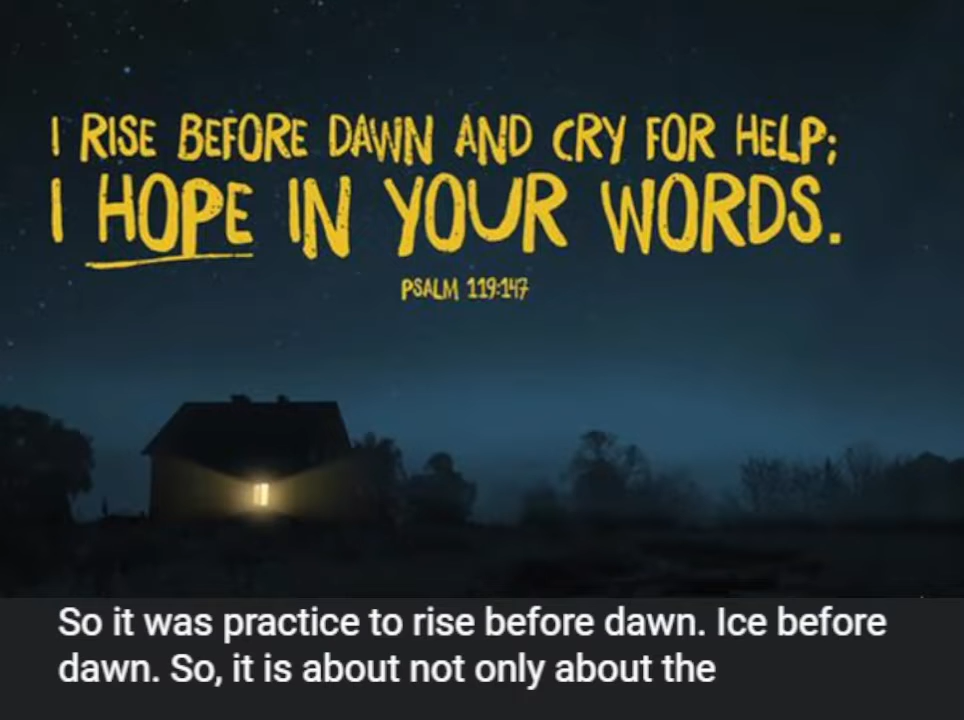 I RISE BEFORE DAWN AND CRY FOR HELP;
I HOPE IN YOUR WORDS.
PSALM 119:147
So it was practice to rise before dawn. Ice before
dawn. So, it is about not only about the